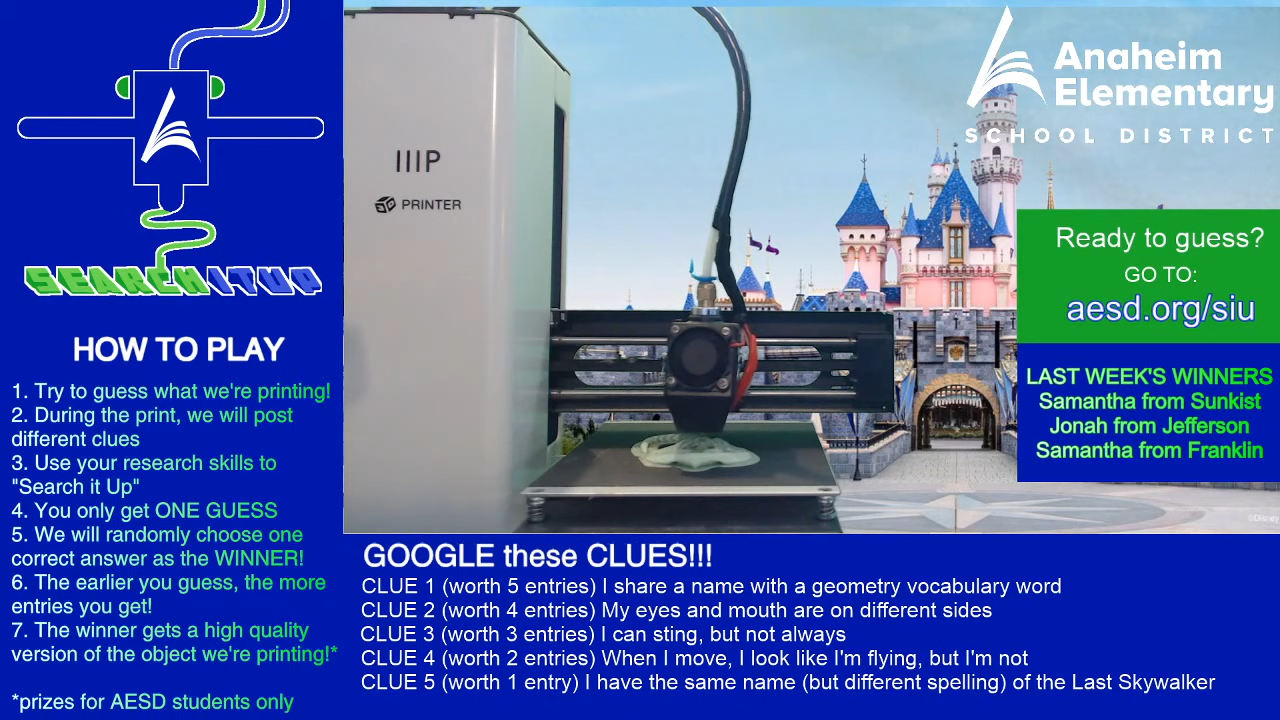 SEARCHITUP
HOW TO PLAY
1. Try to guess what we're printing!
2. During the print, we will post
different clues
3. Use your research skills to
"Search it Up"
4. You only get ONE GUESS
5. We will randomly choose one
correct answer as the WINNER!
6. The earlier you guess, the more
entries you get!
7. The winner gets a high quality
version of the object we're printing!*
*prizes for AESD students only
IIIP
PRINTER
Anaheim
Elementary
SCHOOL DISTRICT
Ready to guess?
GO TO:
aesd.org/siu
LAST WEEK'S WINNERS
Samantha from Sunkist
Jonah from Jefferson
Samantha from Franklin
©Disney
GOOGLE these CLUES!!!
CLUE 1 (worth 5 entries) I share a name with a geometry vocabulary word
CLUE 2 (worth 4 entries) My eyes and mouth are on different sides
CLUE 3 (worth 3 entries) I can sting, but not always
CLUE 4 (worth 2 entries) When I move, I look like I'm flying, but I'm not
CLUE 5 (worth 1 entry) I have the same name (but different spelling) of the Last Skywalker